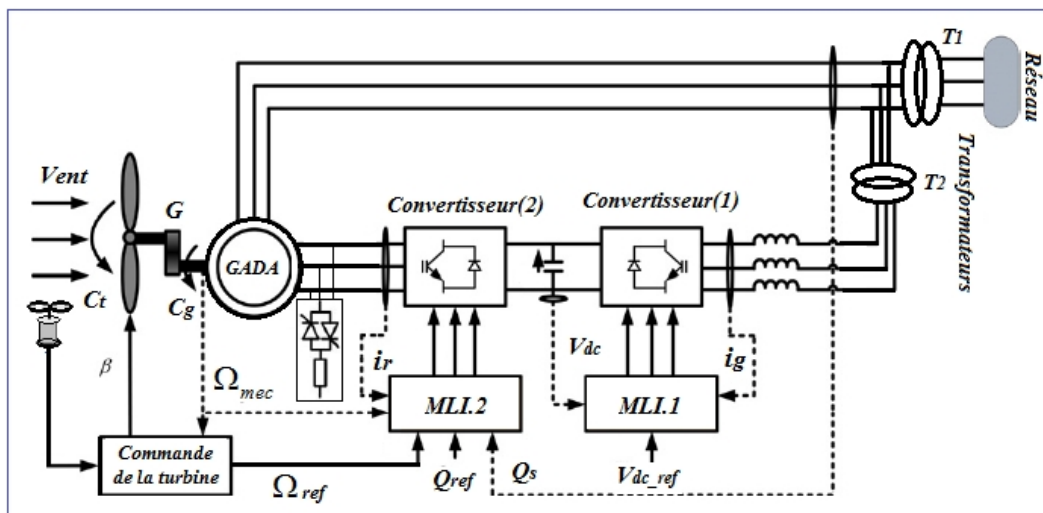 T1
Réseau
Transformateurs
T2
Vent
G
Convertisseur(2)
Convertisseur(1)
GADA
Ct
Cg
β
Ωmec
ir
Vdc
ig
MLI.2
MLI.1
Commande
de la turbine
Ωref
Qref
Qs
Vdc_ref